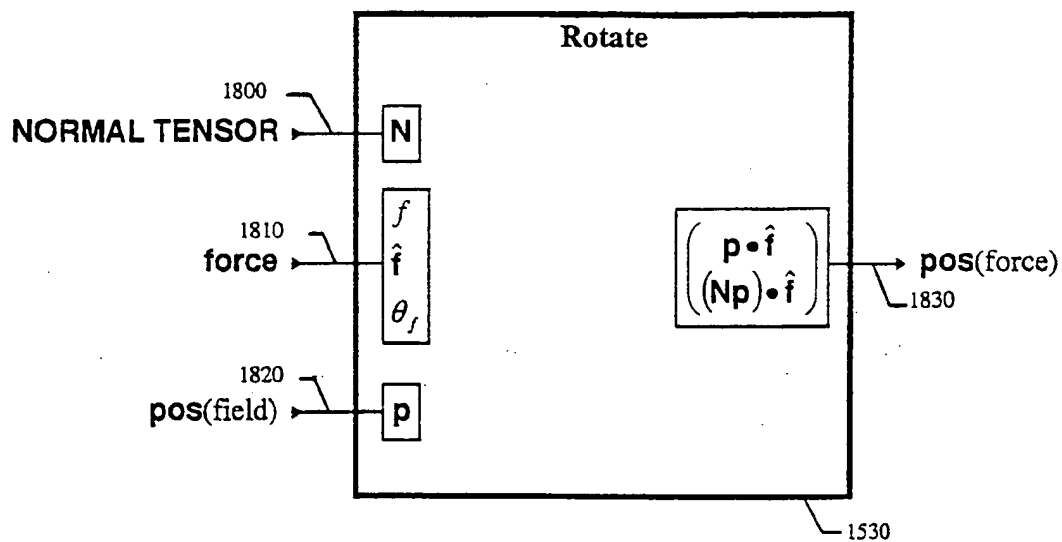 Rotate
1800
NORMAL TENSOR
N
1810
force
f
f̂
θ_f
p • f̂
(Np) • f̂
pos(force)
1830
1820
pos(field)
p
1530